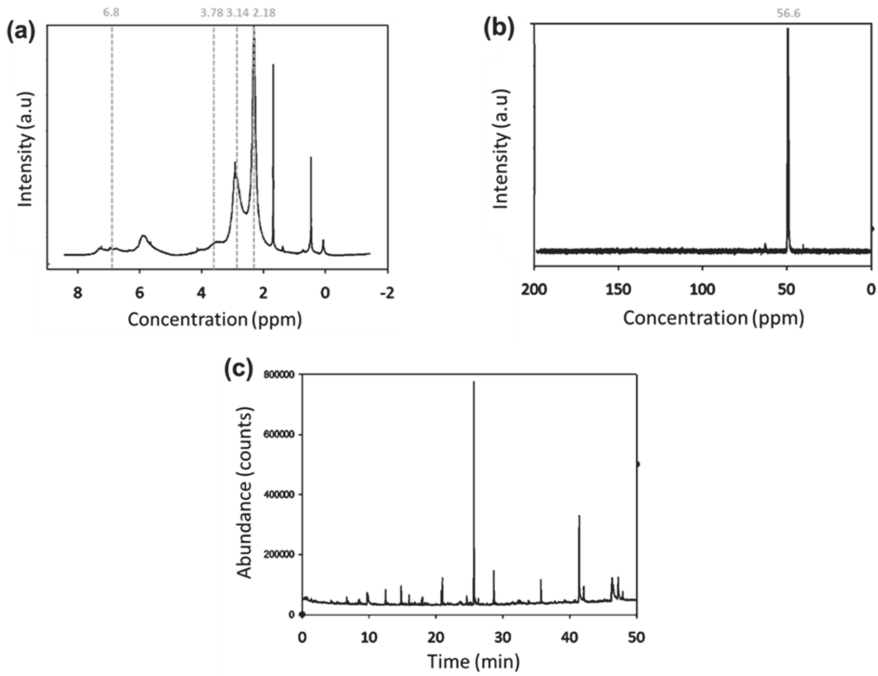 6.8 3.78 3.14 2.18
(a)
Intensity (a.u)
8 6 4 2 0 -2
Concentration (ppm)
56.6
(b)
Intensity (a.u)
200 150 100 50 0
Concentration (ppm)
(c)
Abundance (counts)
800000
600000
400000
200000
0
0 10 20 30 40 50
Time (min)